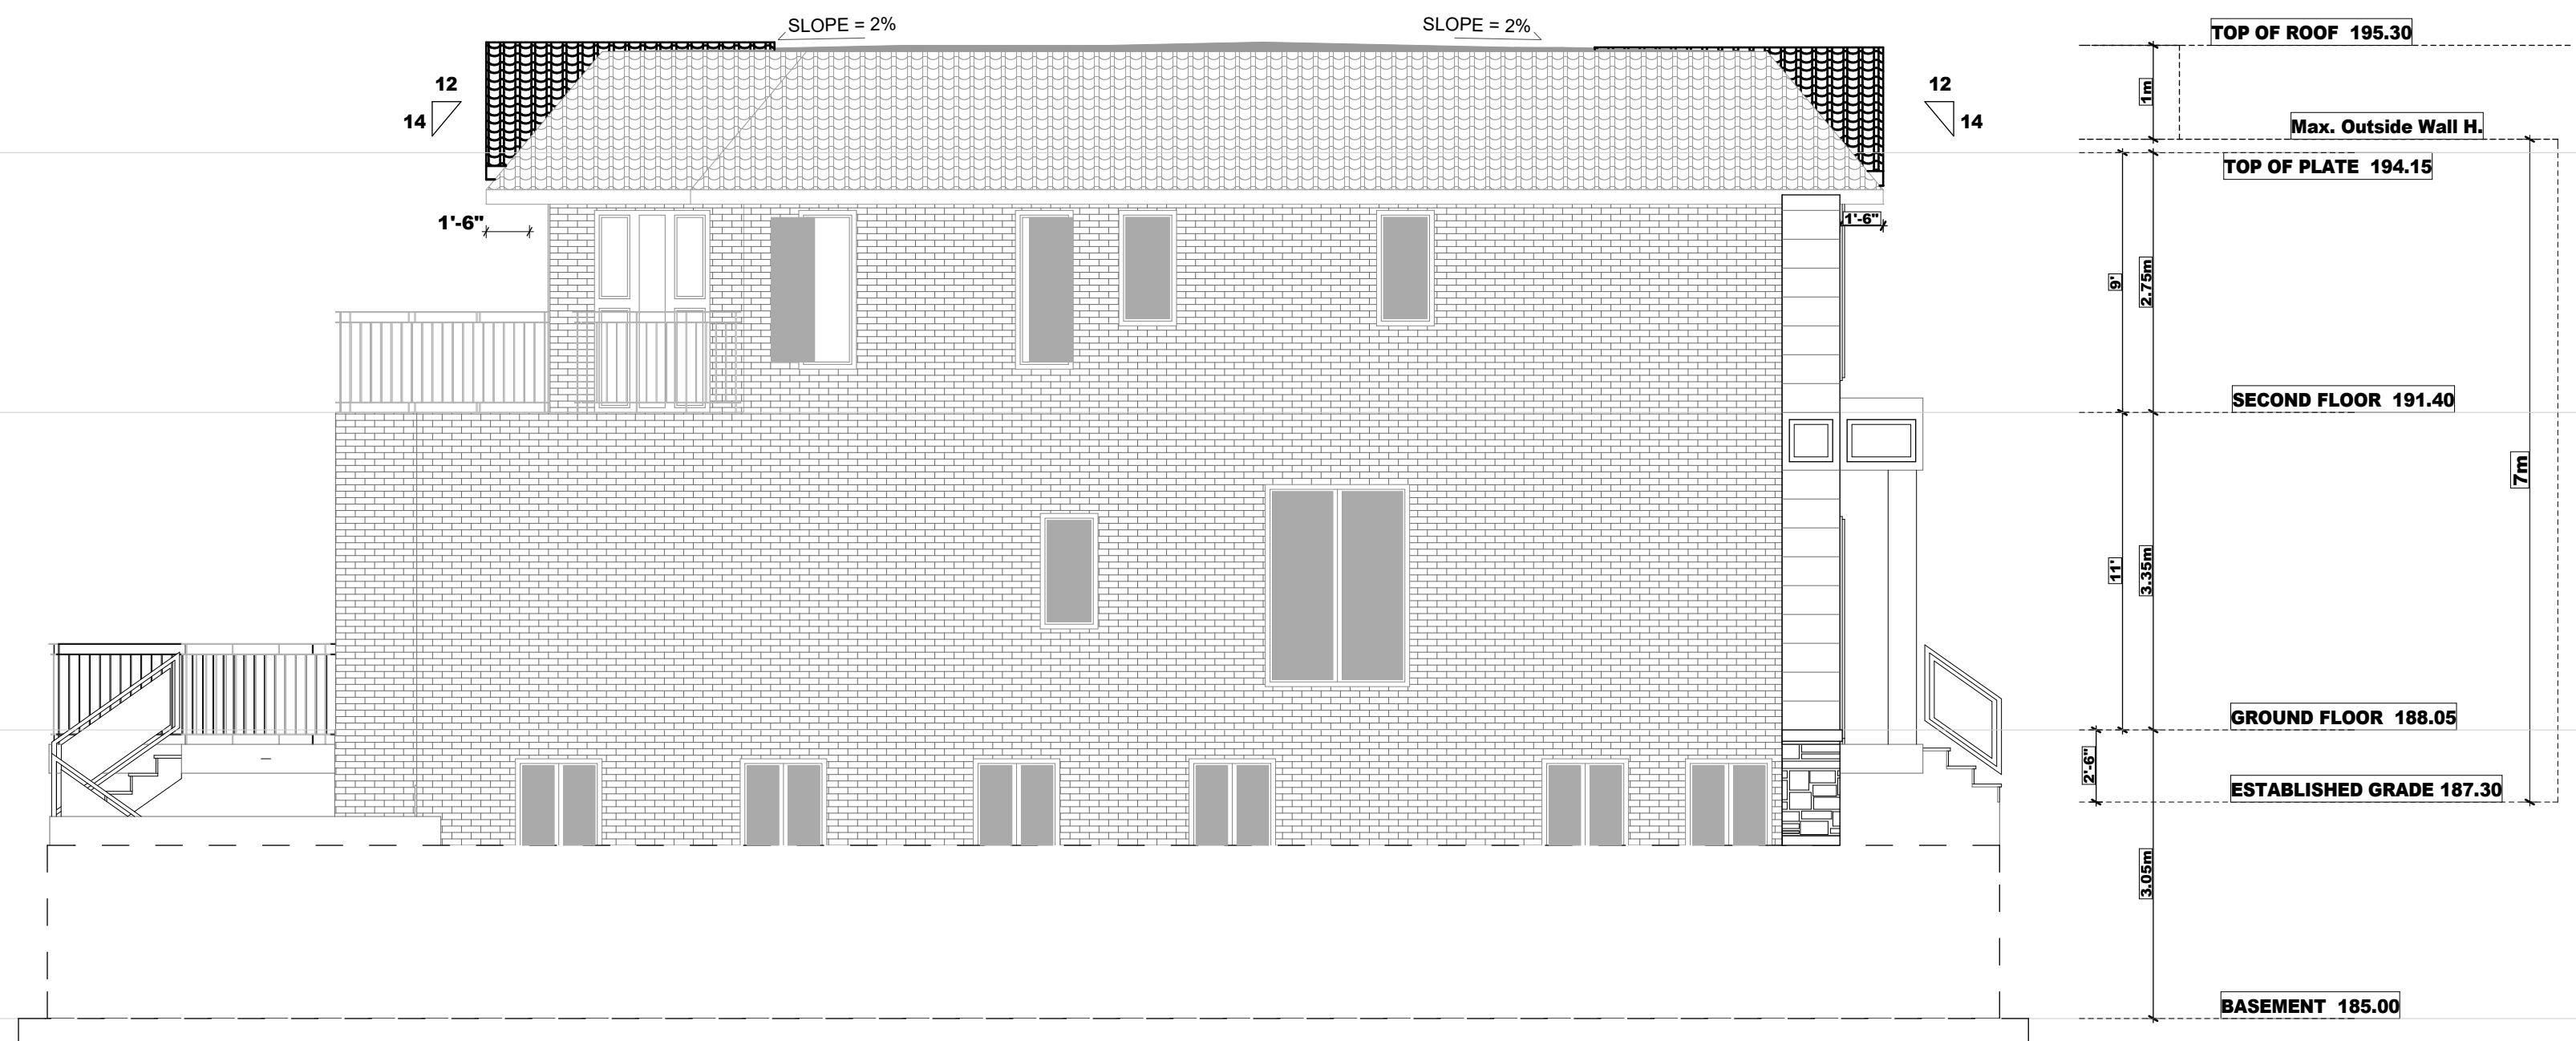 SLOPE = 2%
SLOPE = 2%
TOP OF ROOF 195.30
12
14
12
14
1m
Max. Outside Wall H.
TOP OF PLATE 194.15
1'-6"
1'-6"
9'
2.75m
SECOND FLOOR 191.40
7m
11'
3.35m
GROUND FLOOR 188.05
2'-6"
ESTABLISHED GRADE 187.30
3.05m
BASEMENT 185.00